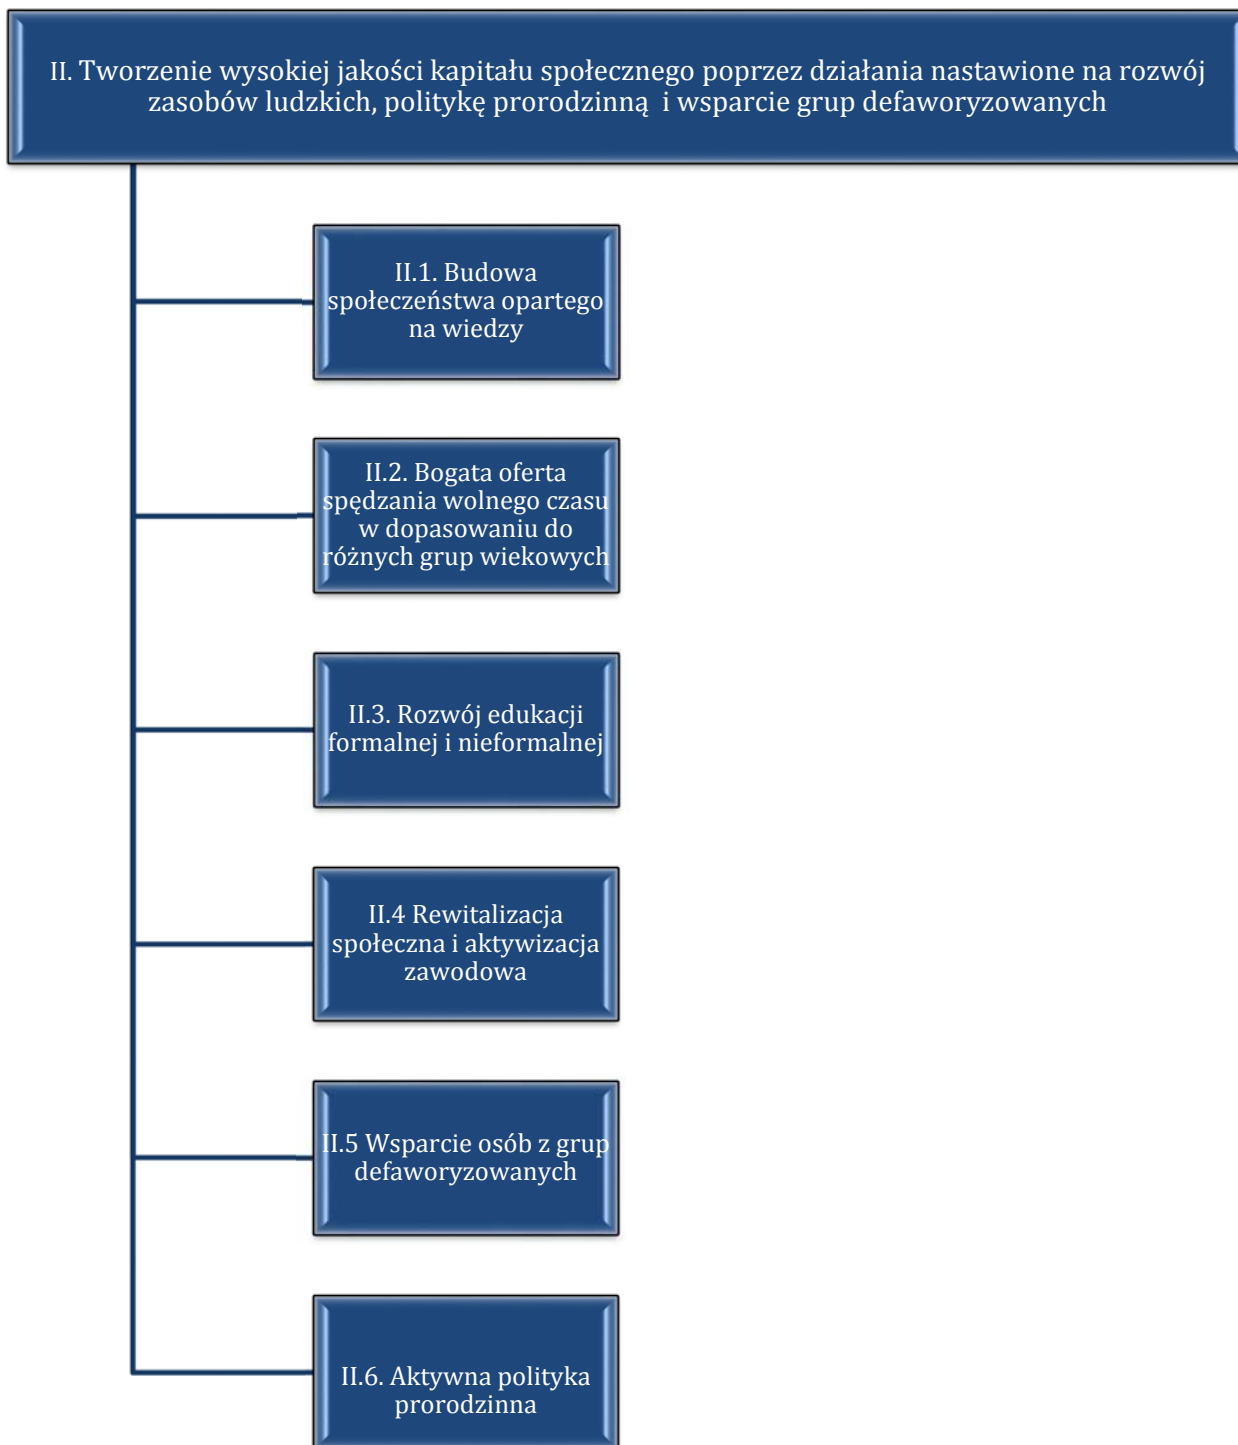 II. Tworzenie wysokiej jakości kapitału społecznego poprzez działania nastawione na rozwój
zasobów ludzkich, politykę prorodzinną i wsparcie grup defaworyzowanych
II.1. Budowa
społeczeństwa opartego
na wiedzy
II.2. Bogata oferta
spędzania wolnego czasu
w dopasowaniu do
różnych grup wiekowych
II.3. Rozwój edukacji
formalnej i nieformalnej
II.4 Rewitalizacja
społeczna i aktywizacja
zawodowa
II.5 Wsparcie osób z grup
defaworyzowanych
II.6. Aktywna polityka
prorodzinna